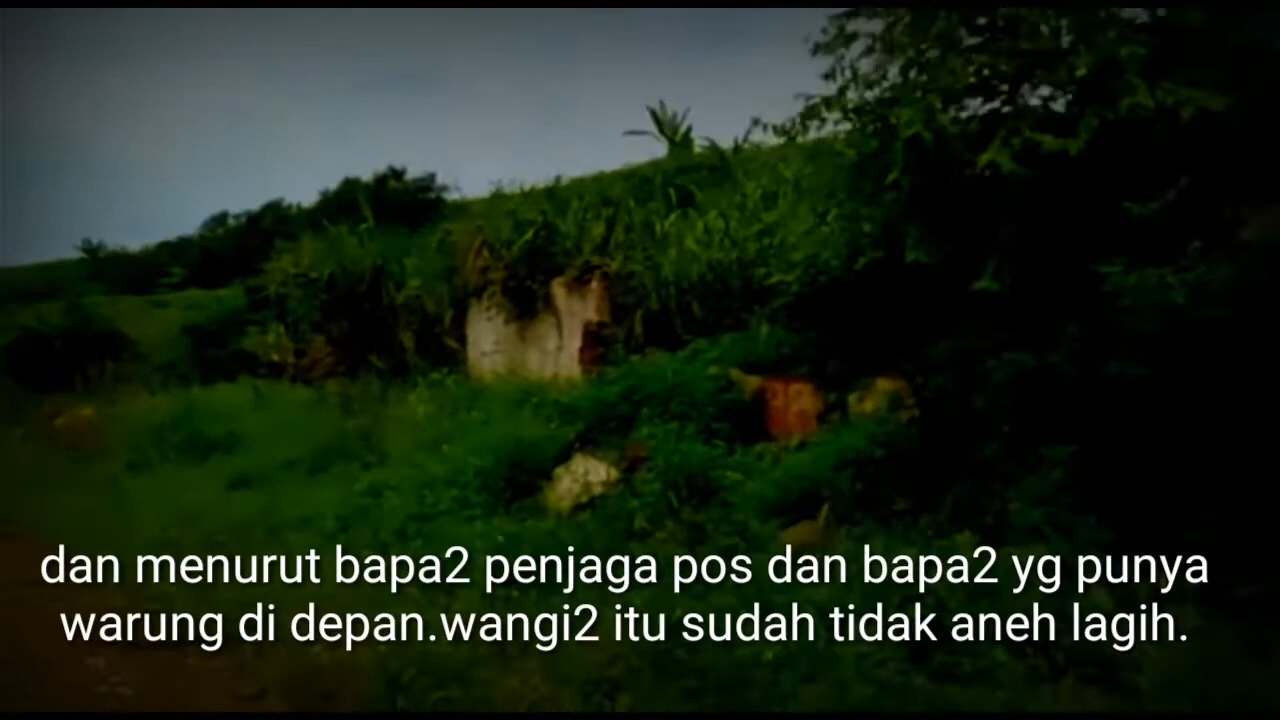 dan menurut bapa2 penjaga pos dan bapa2 yg punya
warung di depan.wangi2 itu sudah tidak aneh lagih.